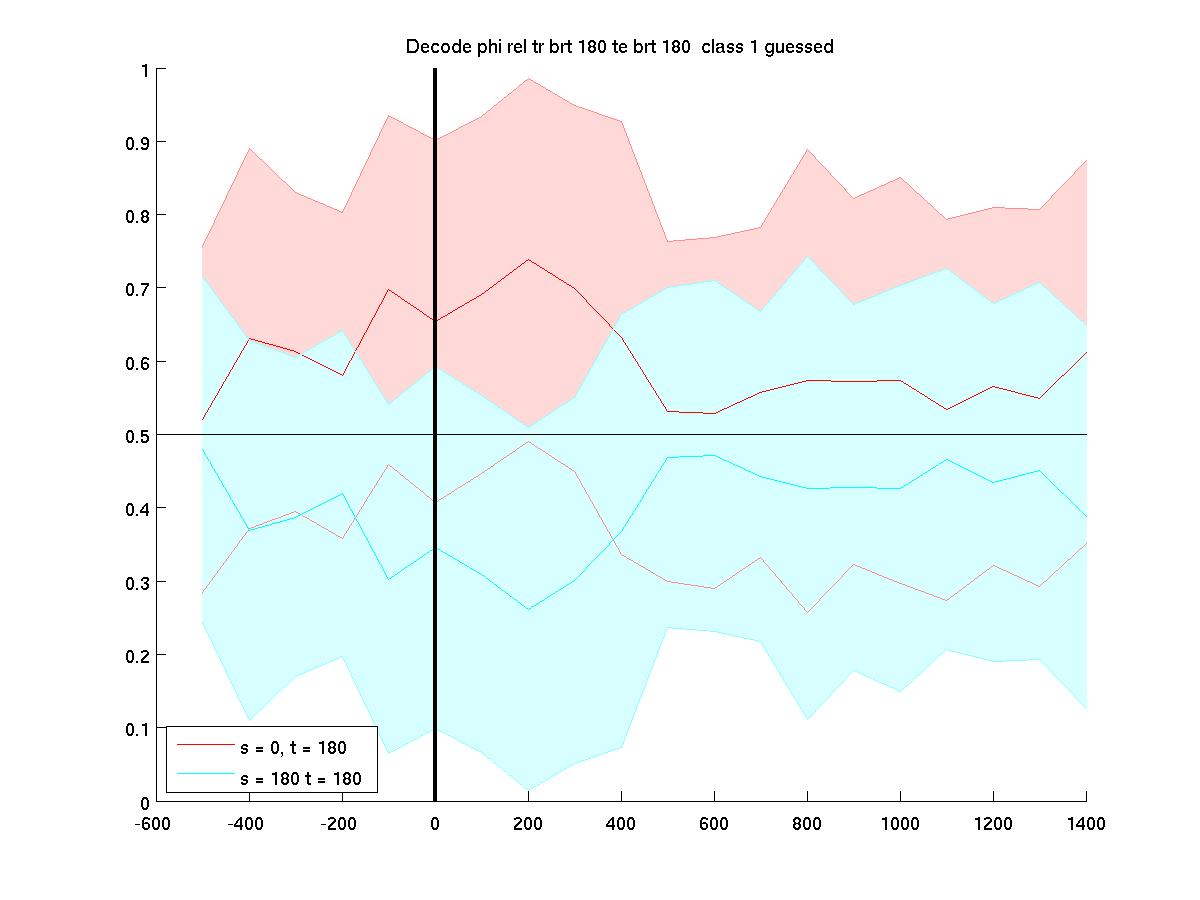 Decode phi rel tr brt 180 te brt 180  class 1 guessed
1
0.9
0.8
0.7
0.6
0.5
0.4
0.3
0.2
0.1
0
s = 0, t = 180
s = 180 t = 180
-600 -400 -200 0 200 400 600 800 1000 1200 1400